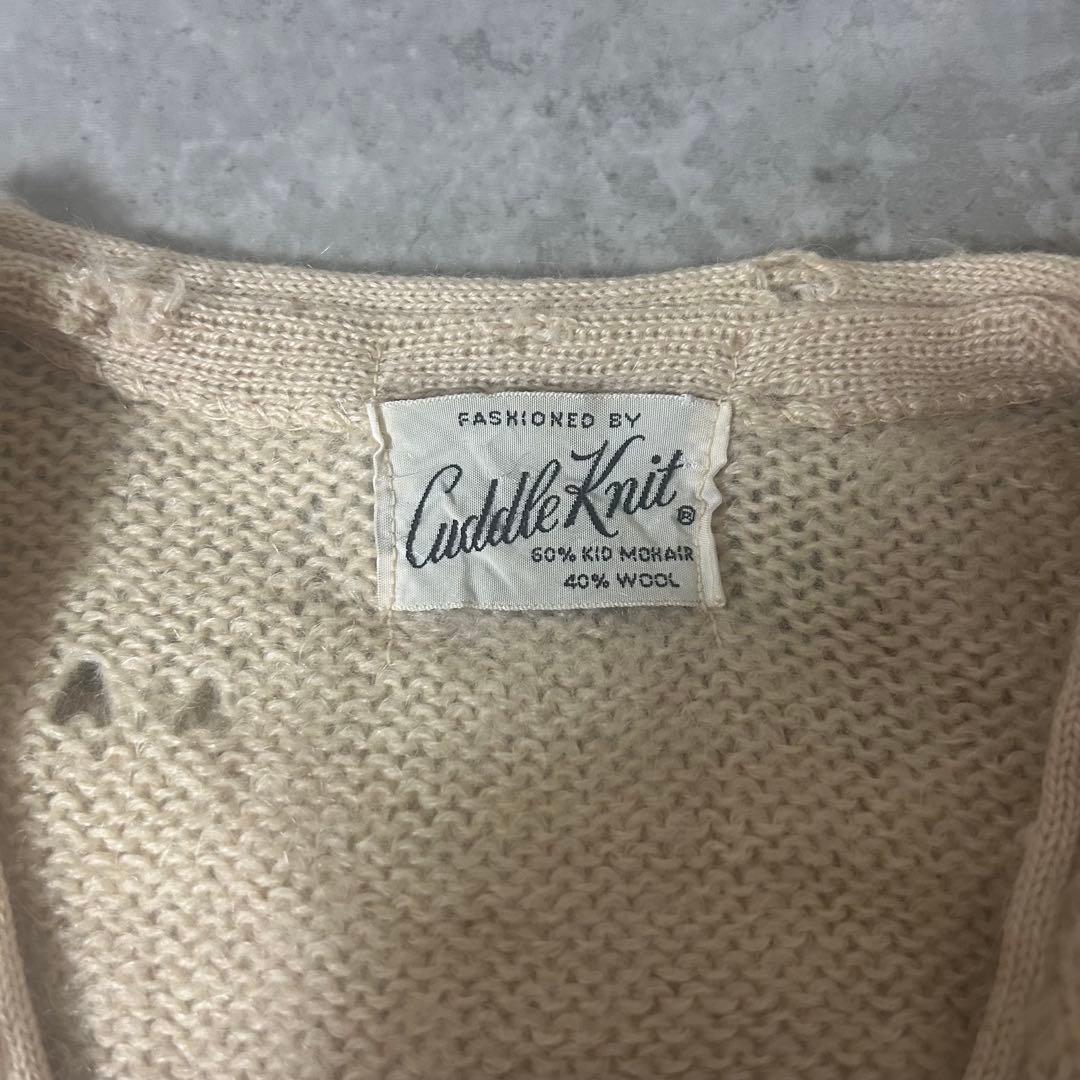 FASHIONED BY
CuddleKnit®
60% KID MOHAIR
40% WOOL